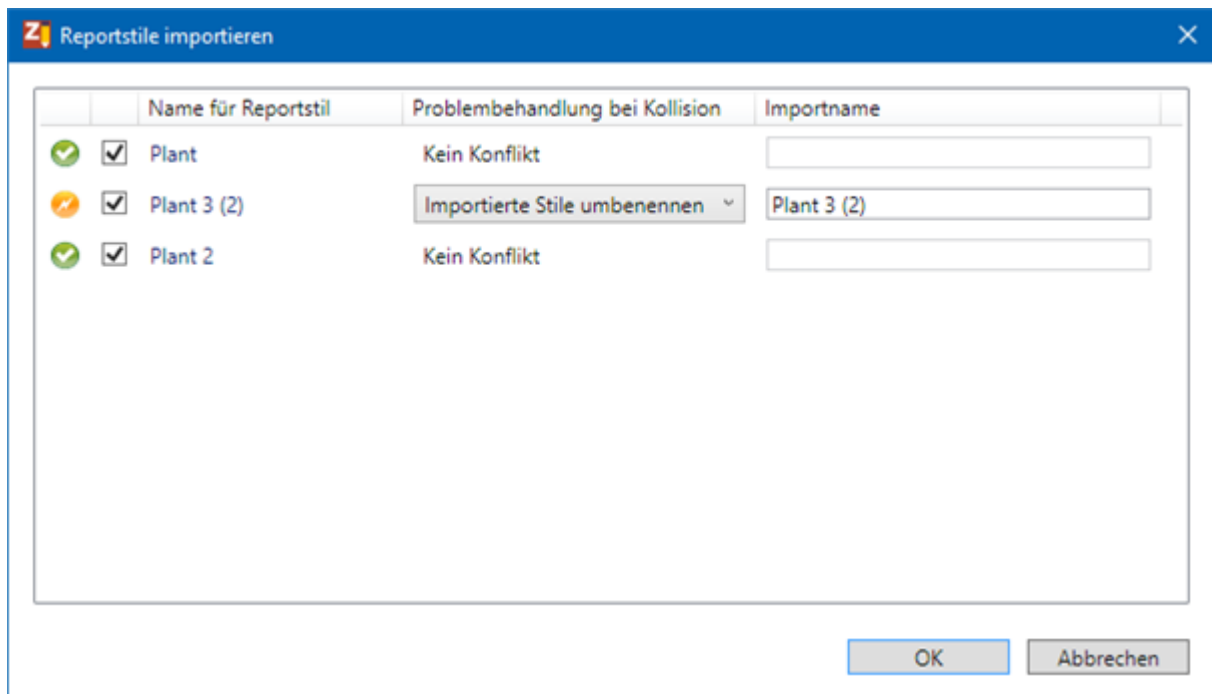 Z Reportstile importieren
Name für Reportstil Problembehandlung bei Kollision Importname
Plant Kein Konflikt
Plant 3 (2) Importierte Stile umbenennen Plant 3 (2)
Plant 2 Kein Konflikt
OK Abbrechen